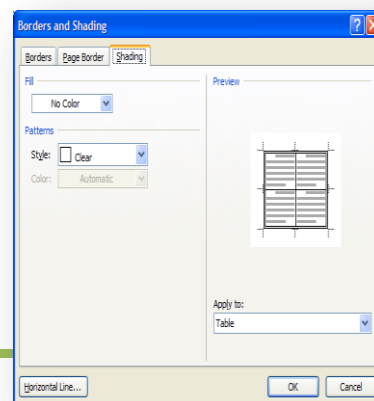 Borders and Shading
Borders Page Border Shading
Fill
No Color
Patterns
Style: Clear
Color: Automatic
Preview
Apply to:
Table
Horizontal Line...
OK Cancel